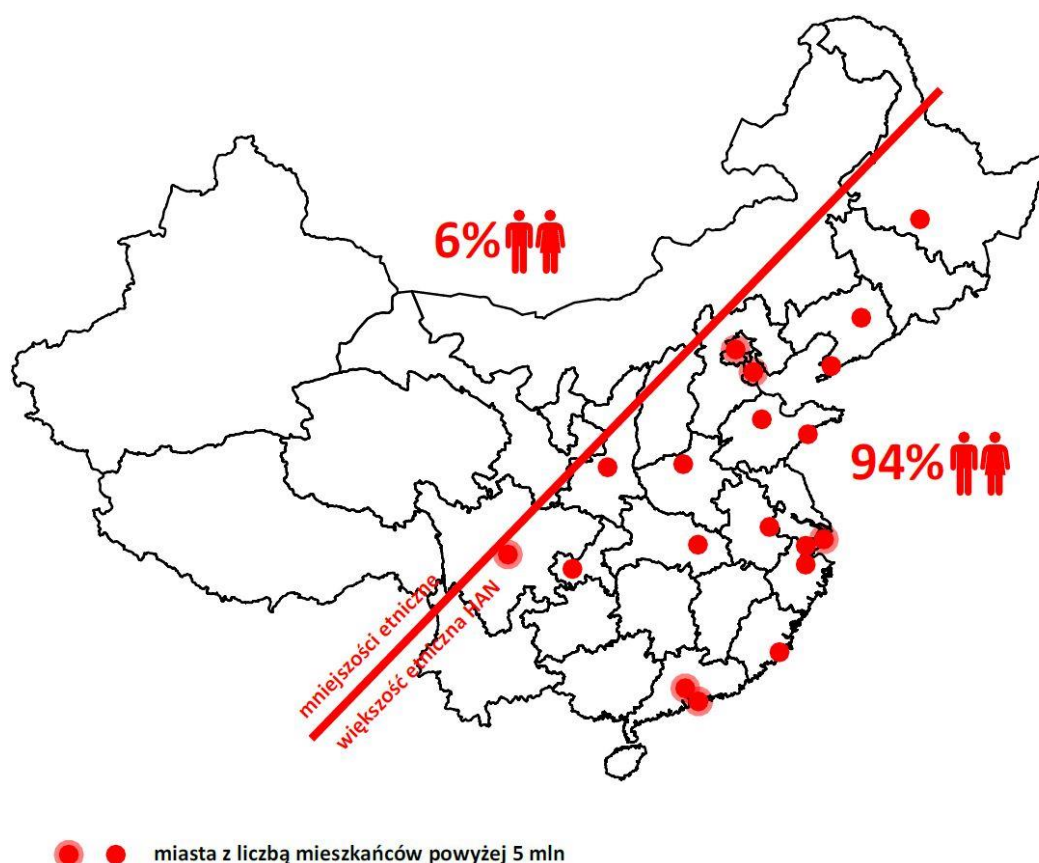 6%
94%
mniejszości etniczne
większość etniczna HAN
miasta z liczbą mieszkańców powyżej 5 mln